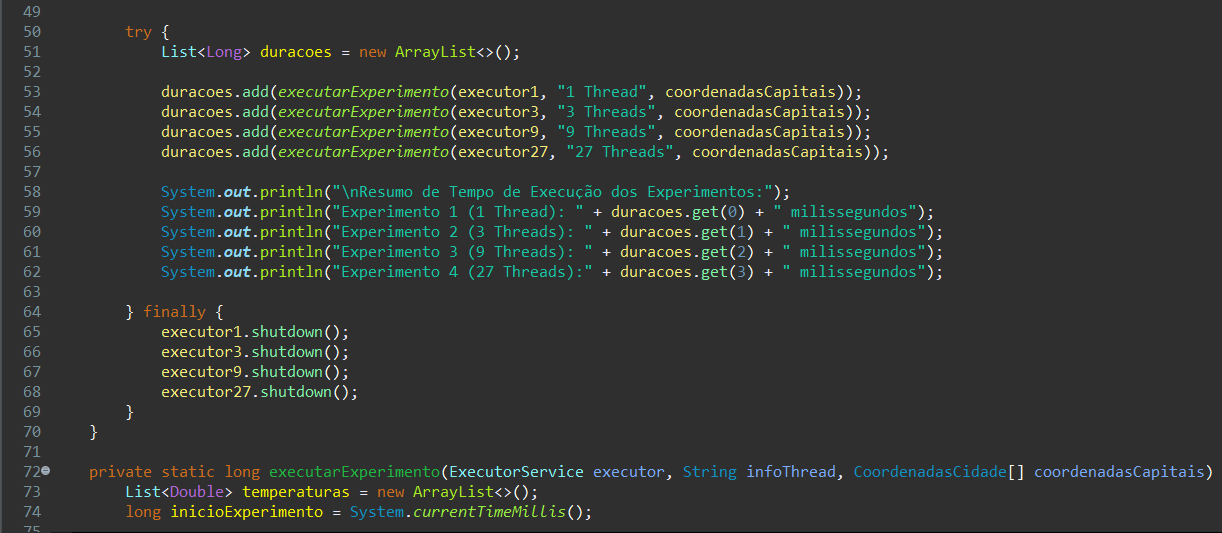 49
50 try {
51 List<Long> duracoes = new ArrayList<>();
52
53 duracoes.add(executarExperimento(executor1, "1 Thread", coordenadasCapitais));
54 duracoes.add(executarExperimento(executor3, "3 Threads", coordenadasCapitais));
55 duracoes.add(executarExperimento(executor9, "9 Threads", coordenadasCapitais));
56 duracoes.add(executarExperimento(executor27, "27 Threads", coordenadasCapitais));
57
58 System.out.println("\nResumo de Tempo de Execução dos Experimentos:");
59 System.out.println("Experimento 1 (1 Thread): " + duracoes.get(0) + " milissegundos");
60 System.out.println("Experimento 2 (3 Threads): " + duracoes.get(1) + " milissegundos");
61 System.out.println("Experimento 3 (9 Threads):  " + duracoes.get(2) + " milissegundos");
62 System.out.println("Experimento 4 (27 Threads):" + duracoes.get(3) + " milissegundos");
63
64 } finally {
65 executor1.shutdown();
66 executor3.shutdown();
67 executor9.shutdown();
68 executor27.shutdown();
69 }
70 }
71
72 private static long executarExperimento(ExecutorService executor, String infoThread, CoordenadasCidade[] coordenadasCapitais)
73 List<Double> temperaturas = new ArrayList<>();
74 long inicioExperimento = System.currentTimeMillis();
75